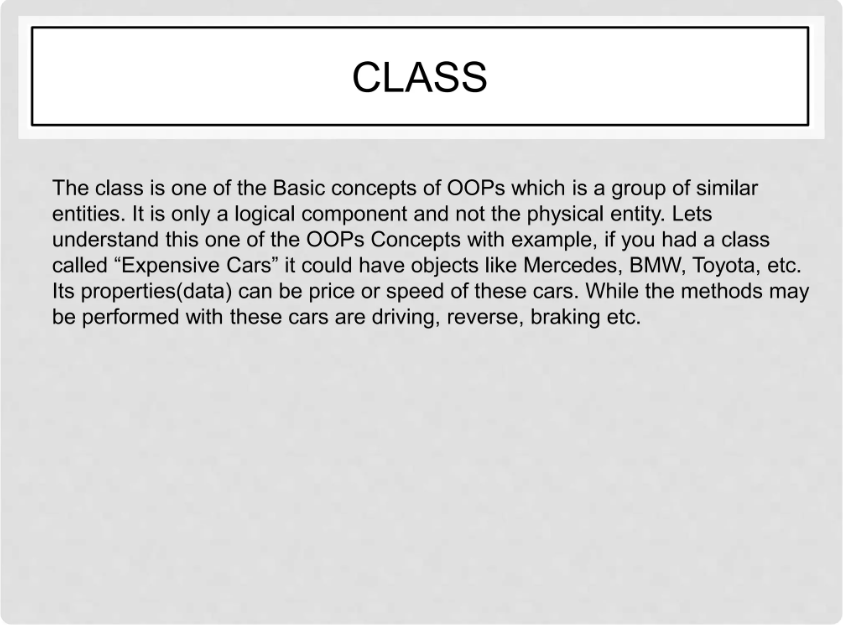 CLASS
The class is one of the Basic concepts of OOPs which is a group of similar
entities. It is only a logical component and not the physical entity. Lets
understand this one of the OOPs Concepts with example, if you had a class
called “Expensive Cars” it could have objects like Mercedes, BMW, Toyota, etc.
Its properties(data) can be price or speed of these cars. While the methods may
be performed with these cars are driving, reverse, braking etc.